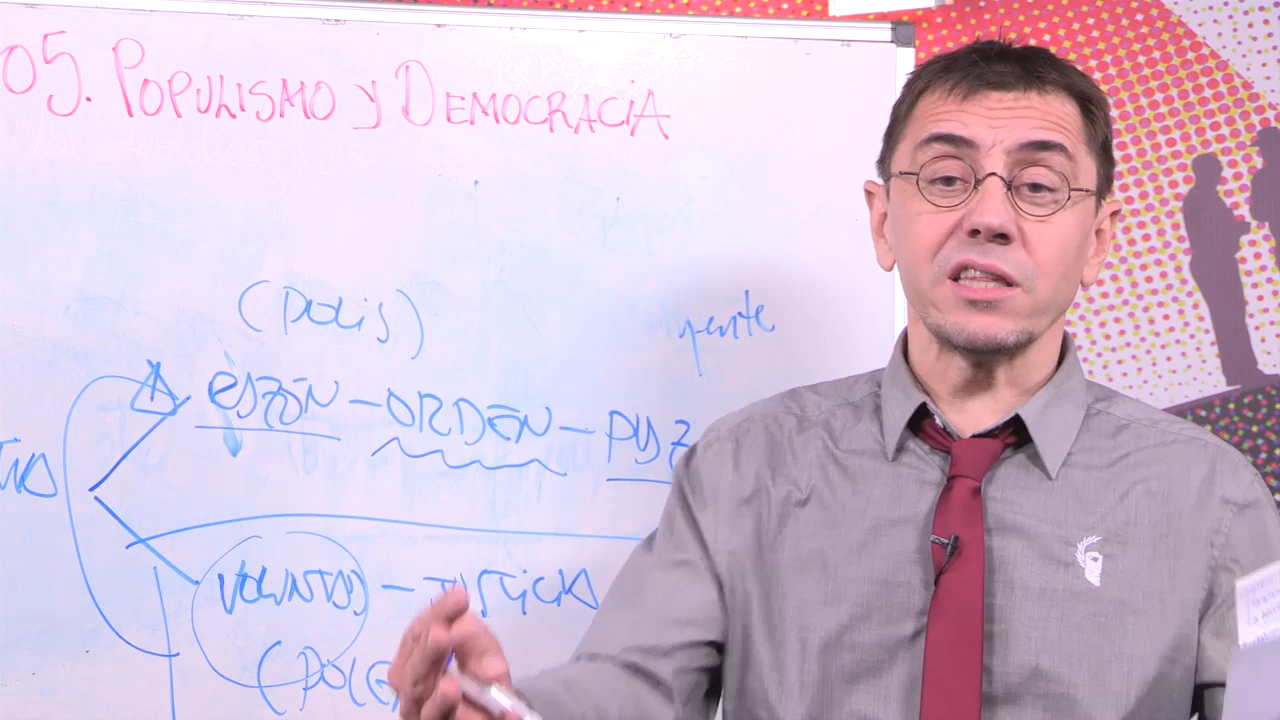 05. POPULISMO y DEMOCRACIA
(POLIS)
gente
RAZÓN - ORDEN - PAZ
VOLUNTAD - JUSTICIA